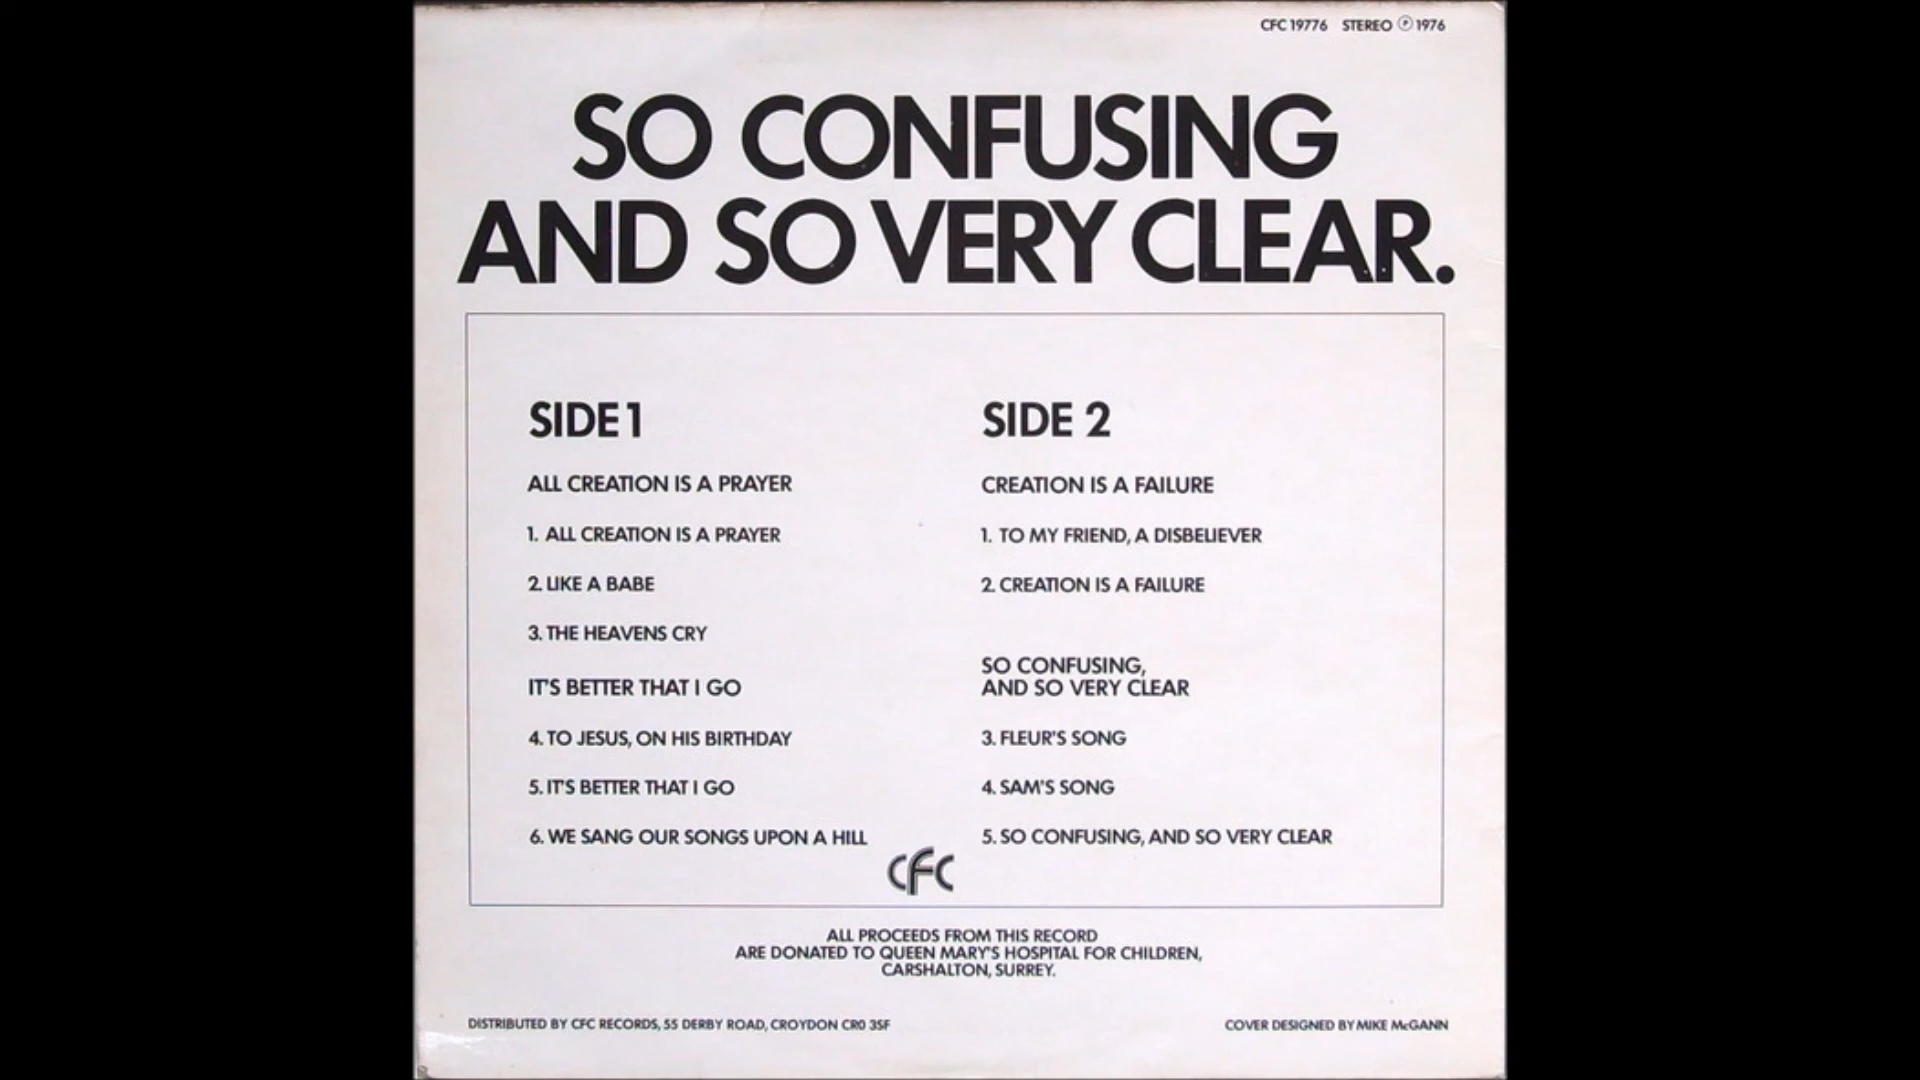 CFC 19776 STEREO ℗ 1976
SO CONFUSING
AND SO VERY CLEAR.
SIDE 1
ALL CREATION IS A PRAYER
1. ALL CREATION IS A PRAYER
2. LIKE A BABE
3. THE HEAVENS CRY
IT'S BETTER THAT I GO
4. TO JESUS, ON HIS BIRTHDAY
5. IT'S BETTER THAT I GO
6. WE SANG OUR SONGS UPON A HILL
SIDE 2
CREATION IS A FAILURE
1. TO MY FRIEND, A DISBELIEVER
2. CREATION IS A FAILURE
SO CONFUSING,
AND SO VERY CLEAR
3. FLEUR'S SONG
4. SAM'S SONG
5. SO CONFUSING, AND SO VERY CLEAR
CFC
ALL PROCEEDS FROM THIS RECORD
ARE DONATED TO QUEEN MARY'S HOSPITAL FOR CHILDREN,
CARSHALTON, SURREY.
DISTRIBUTED BY CFC RECORDS, 55 DERBY ROAD, CROYDON CR0 3SF
COVER DESIGNED BY MIKE McGANN